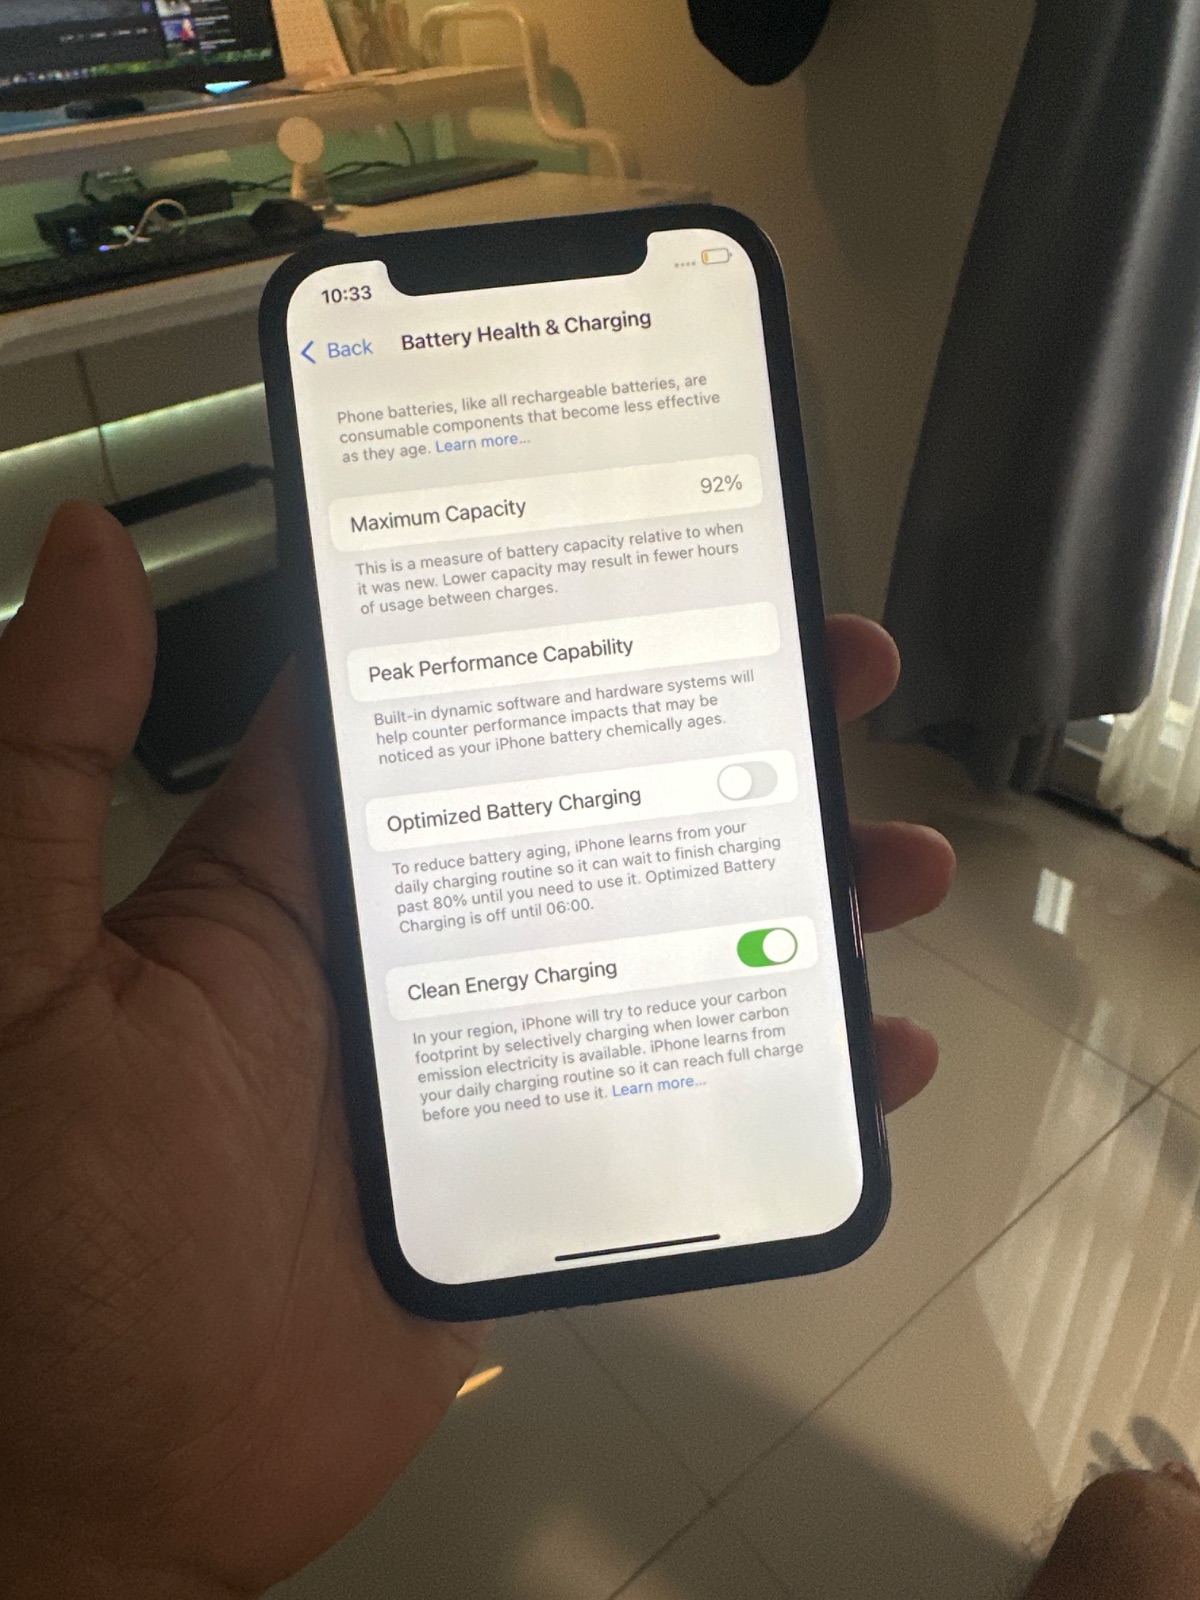 10:33
Back
Battery Health & Charging
Phone batteries, like all rechargeable batteries, are
consumable components that become less effective
as they age. Learn more...
Maximum Capacity
92%
This is a measure of battery capacity relative to when
it was new. Lower capacity may result in fewer hours
of usage between charges.
Peak Performance Capability
Built-in dynamic software and hardware systems will
help counter performance impacts that may be
noticed as your iPhone battery chemically ages.
Optimized Battery Charging
To reduce battery aging, iPhone learns from your
daily charging routine so it can wait to finish charging
past 80% until you need to use it. Optimized Battery
Charging is off until 06:00.
Clean Energy Charging
In your region, iPhone will try to reduce your carbon
footprint by selectively charging when lower carbon
emission electricity is available. iPhone learns from
your daily charging routine so it can reach full charge
before you need to use it. Learn more...